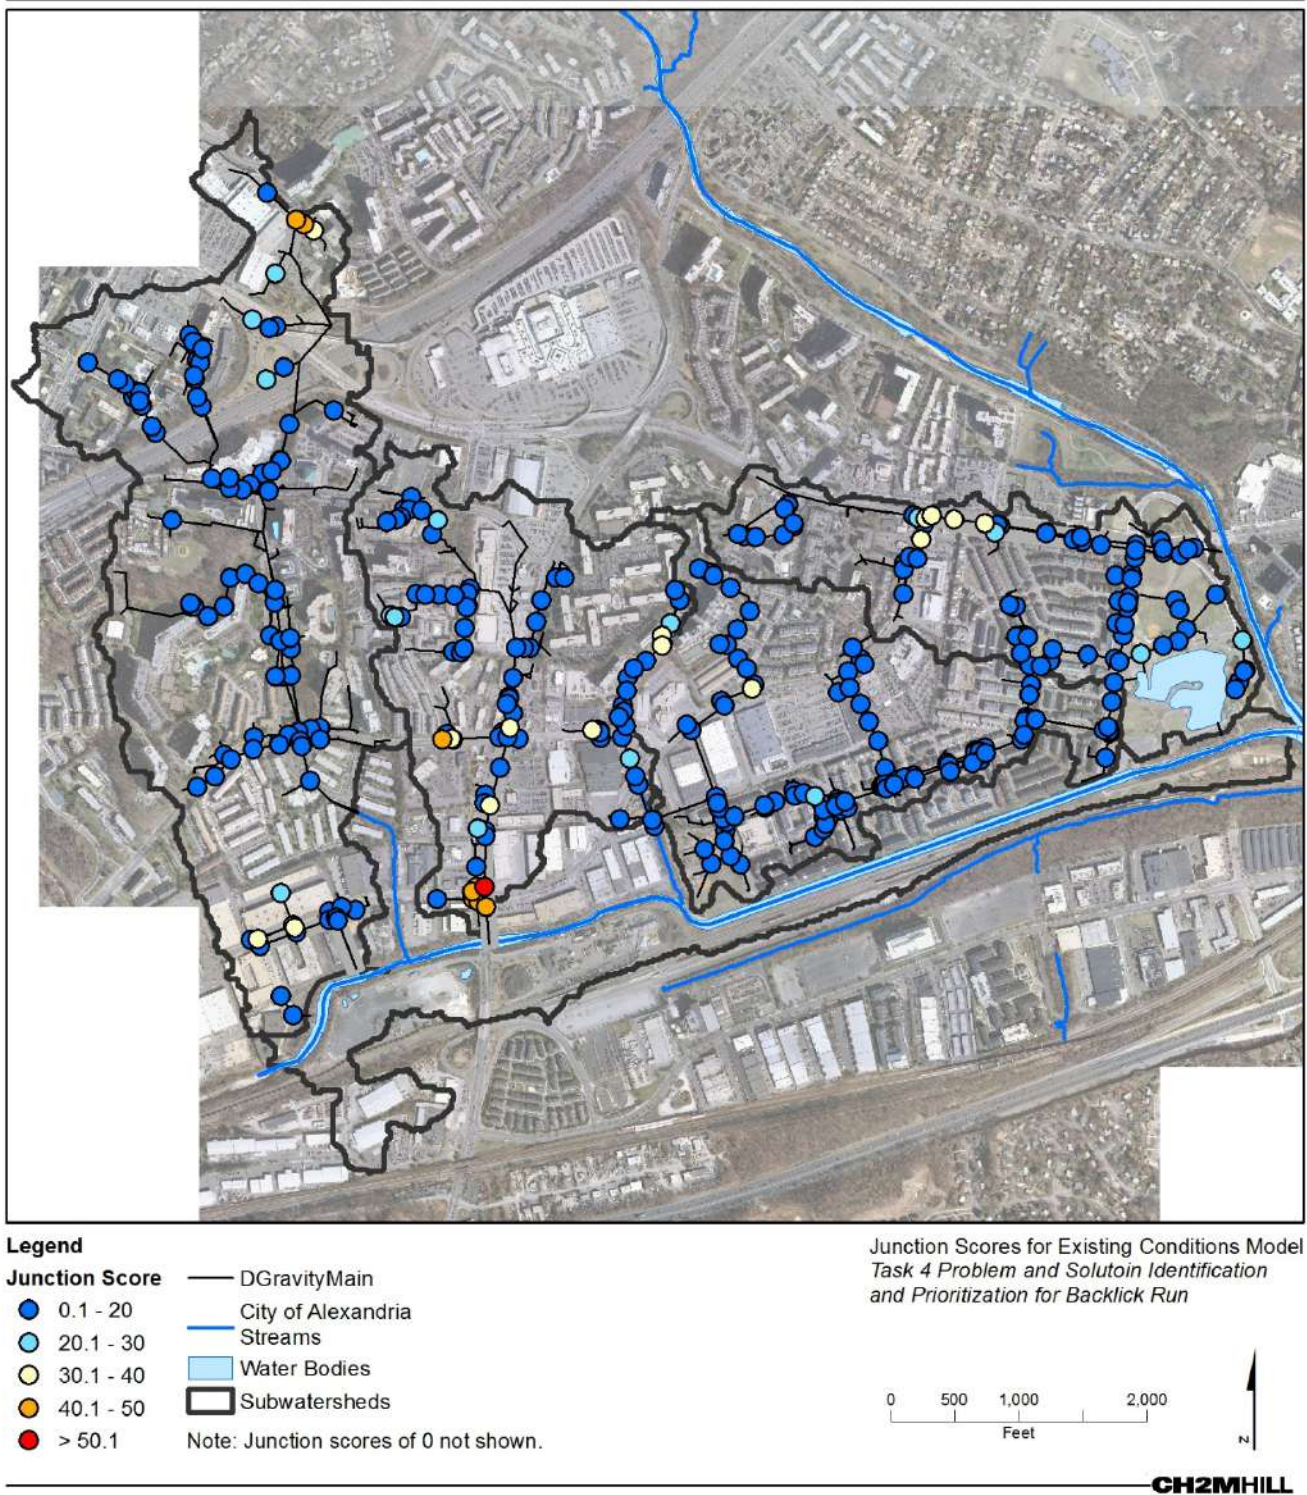 Legend
Junction Score
0.1 - 20
20.1 - 30
30.1 - 40
40.1 - 50
> 50.1
DGravityMain
City of Alexandria
Streams
Water Bodies
Subwatersheds
Note: Junction scores of 0 not shown.
Junction Scores for Existing Conditions Model
Task 4 Problem and Solutoin Identification
and Prioritization for Backlick Run
0 500 1,000 2,000
Feet
N
CH2MHILL